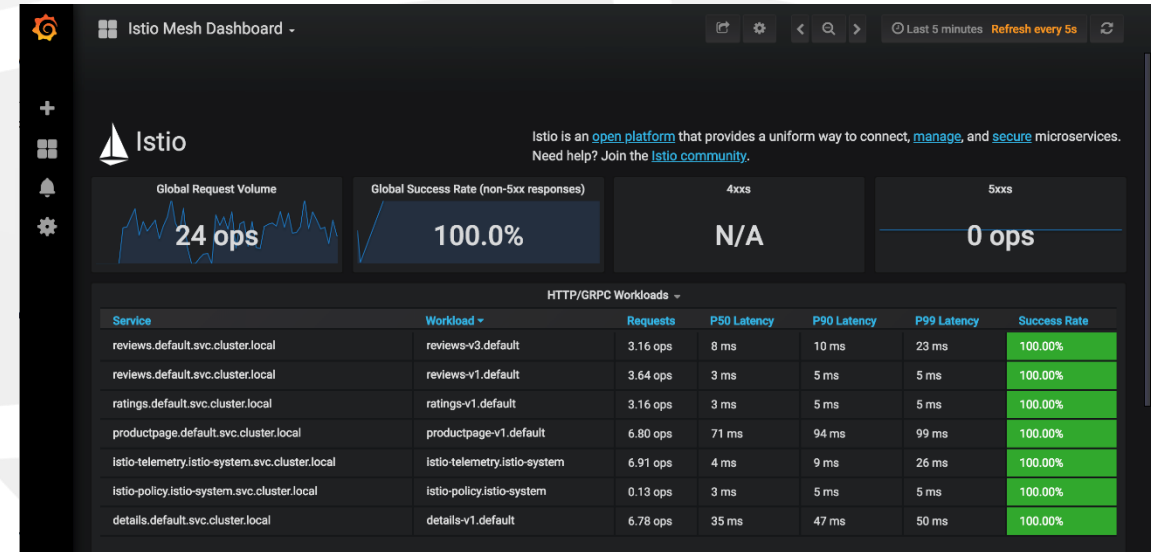 Istio Mesh Dashboard
Last 5 minutes Refresh every 5s
Istio
Istio is an open platform that provides a uniform way to connect, manage, and secure microservices.
Need help? Join the Istio community.
Global Request Volume
24 ops
Global Success Rate (non-5xx responses)
100.0%
4xxs
N/A
5xxs
0 ops
HTTP/GRPC Workloads
Service Workload Requests P50 Latency P90 Latency P99 Latency Success Rate
reviews.default.svc.cluster.local reviews-v3.default 3.16 ops 8 ms 10 ms 23 ms 100.00%
reviews.default.svc.cluster.local reviews-v1.default 3.64 ops 3 ms 5 ms 5 ms 100.00%
ratings.default.svc.cluster.local ratings-v1.default 3.16 ops 3 ms 5 ms 5 ms 100.00%
productpage.default.svc.cluster.local productpage-v1.default 6.80 ops 71 ms 94 ms 99 ms 100.00%
istio-telemetry.istio-system.svc.cluster.local istio-telemetry.istio-system 6.91 ops 4 ms 9 ms 26 ms 100.00%
istio-policy.istio-system.svc.cluster.local istio-policy.istio-system 0.13 ops 3 ms 5 ms 5 ms 100.00%
details.default.svc.cluster.local details-v1.default 6.78 ops 35 ms 47 ms 50 ms 100.00%